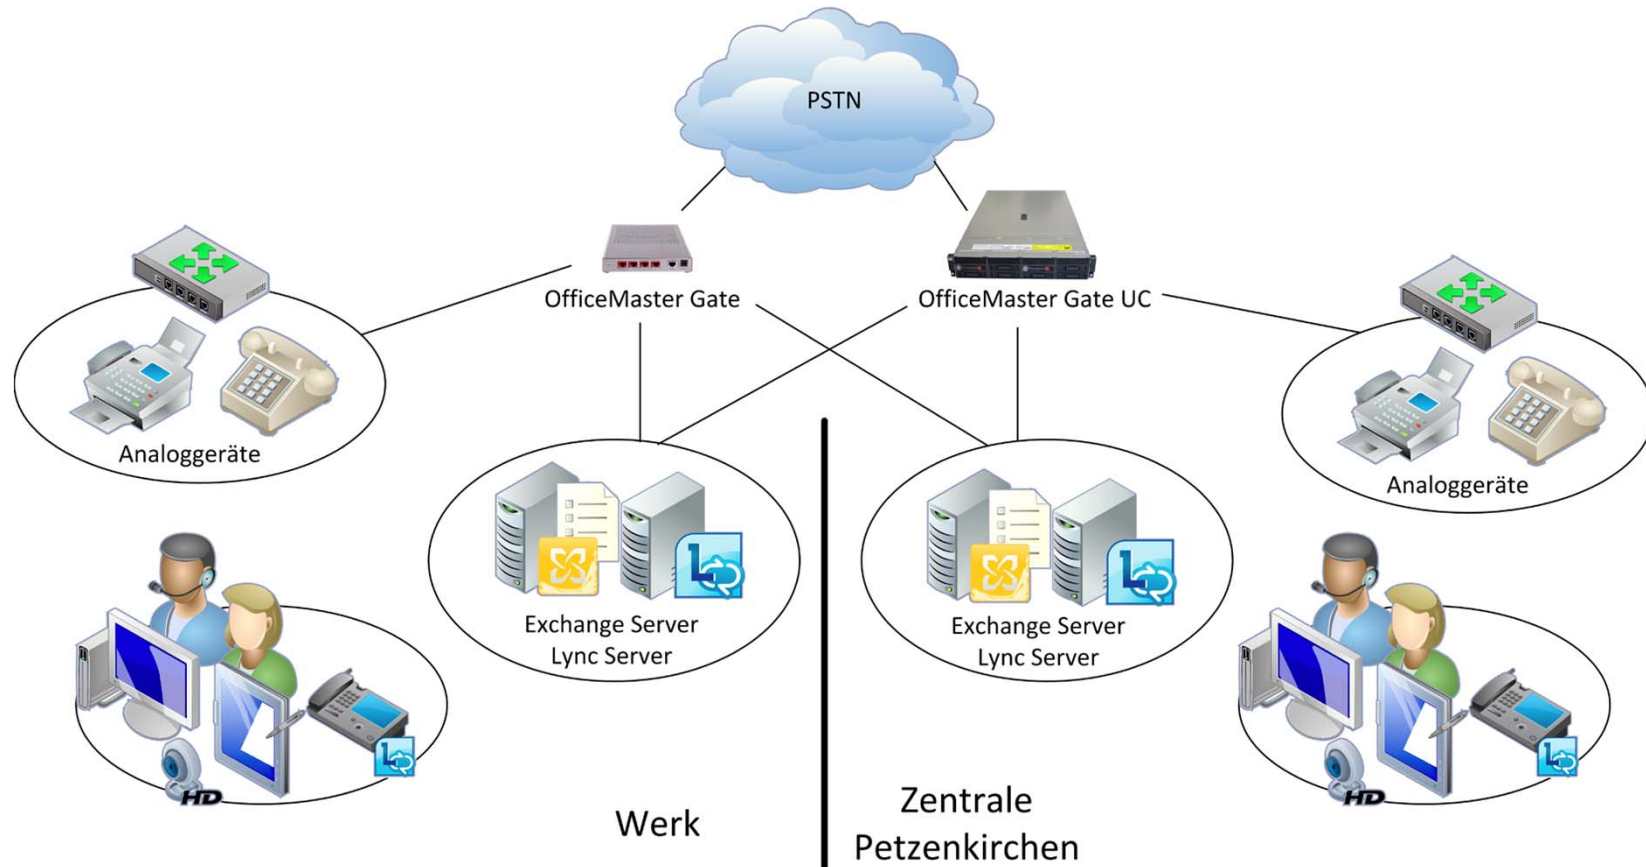 PSTN
OfficeMaster Gate
OfficeMaster Gate UC
Analoggeräte
Analoggeräte
Exchange Server
Lync Server
Exchange Server
Lync Server
HD
HD
Werk
Zentrale
Petzenkirchen